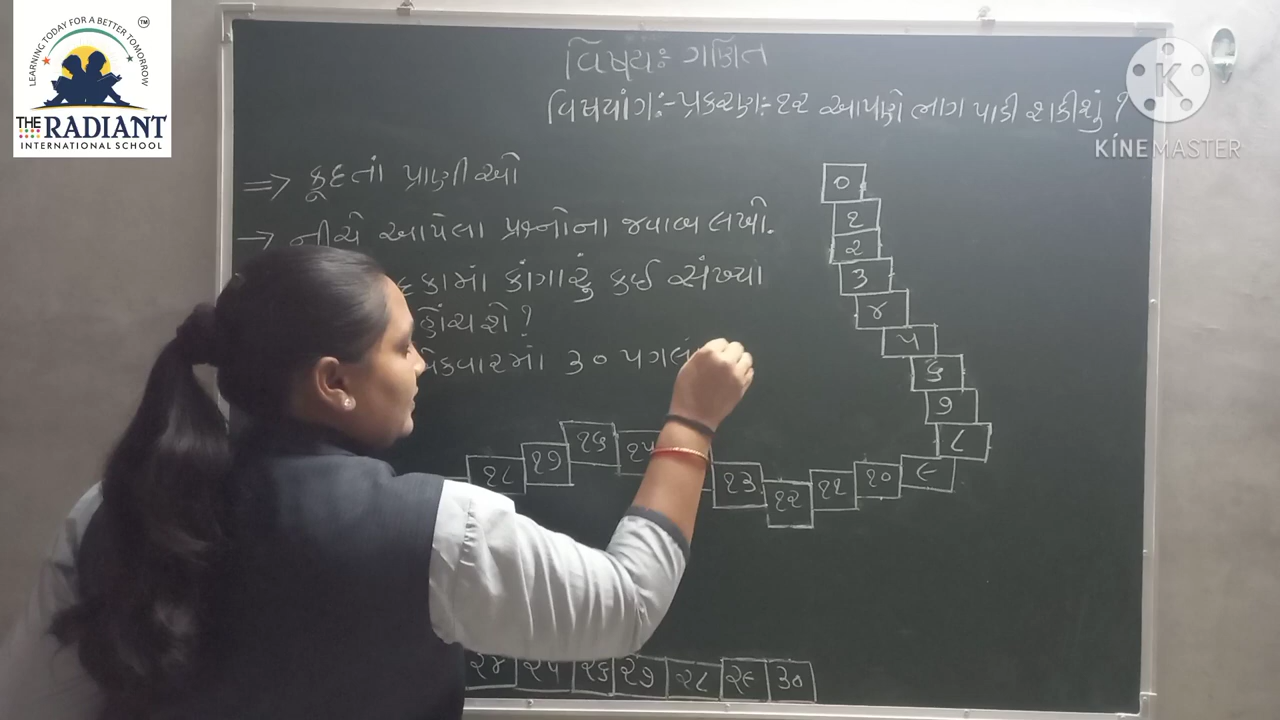 LEARNING TODAY FOR A BETTER TOMORROW
TM
THE RADIANT
INTERNATIONAL SCHOOL
K
KINEMASTER
વિષયઃ ગણિત
વિષયાંગઃ-પ્રકરણઃ-૧૨ આપણે ભાગ પાડી શકીશું ?
=> કૂદતાં પ્રાણીઓ
-> નીચે આપેલા પ્રશ્નોના જવાબ લખો.
કાંગારું કઈ સંખ્યા
૩૦
૦
૧
૨
૩
૪
૫
૬
૭
૮
૧૮ ૧૭ ૧૬ ૧૫ ૧૩ ૧૨ ૧૧ ૧૦ ૯
૨૪ ૨૫ ૨૬ ૨૭ ૨૮ ૨૯ ૩૦